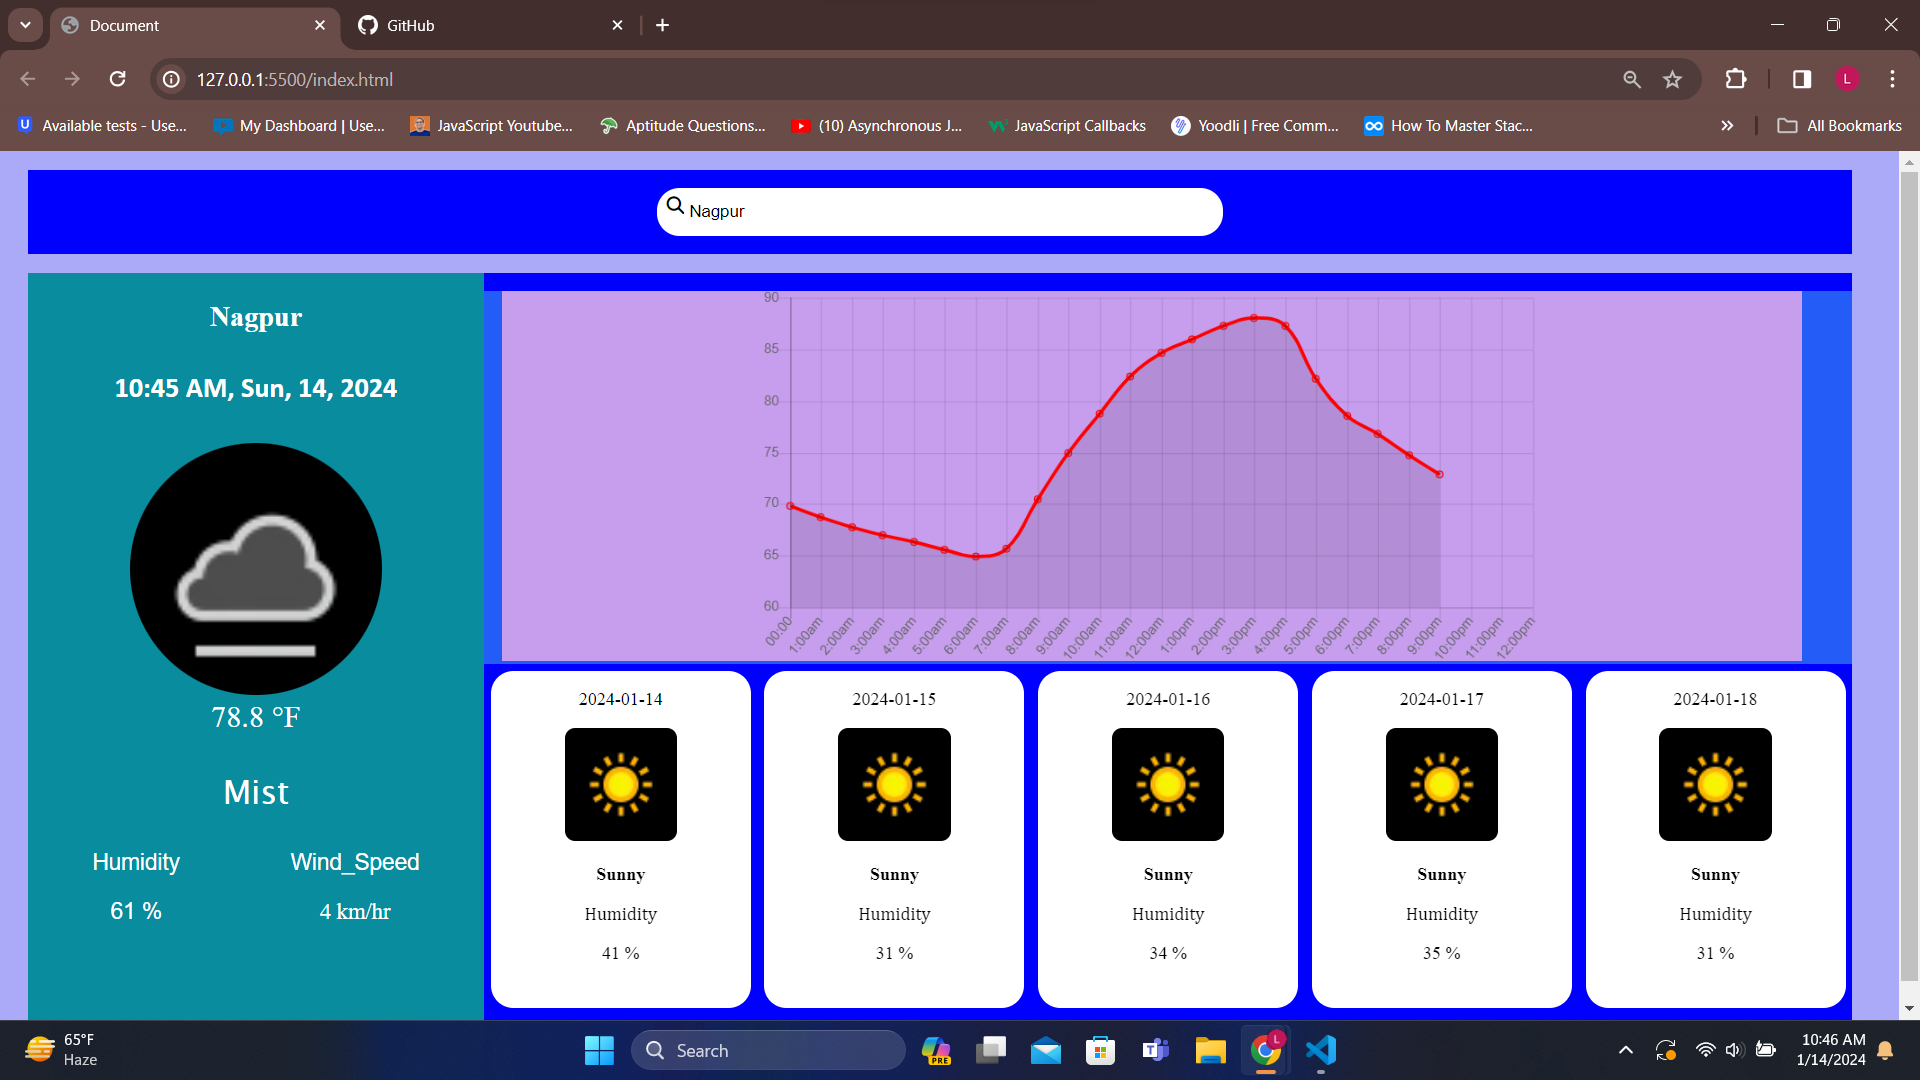 Document
GitHub
127.0.0.1:5500/index.html
L
Available tests - Use...
My Dashboard | Use...
JavaScript Youtube...
Aptitude Questions...
(10) Asynchronous J...
JavaScript Callbacks
Yoodli | Free Comm...
How To Master Stac...
All Bookmarks
Nagpur
Nagpur
10:45 AM, Sun, 14, 2024
78.8 °F
Mist
Humidity Wind_Speed
61 % 4 km/hr
90
85
80
75
70
65
60
00:00 1:00am 2:00am 3:00am 4:00am 5:00am 6:00am 7:00am 8:00am 9:00am 10:00am 11:00am 12:00am 1:00pm 2:00pm 3:00pm 4:00pm 5:00pm 6:00pm 7:00pm 8:00pm 9:00pm 10:00pm 11:00pm 12:00pm
2024-01-14 2024-01-15 2024-01-16 2024-01-17 2024-01-18
Sunny Sunny Sunny Sunny Sunny
Humidity Humidity Humidity Humidity Humidity
41 % 31 % 34 % 35 % 31 %
65°F
Haze
Search
PRE
L
10:46 AM
1/14/2024